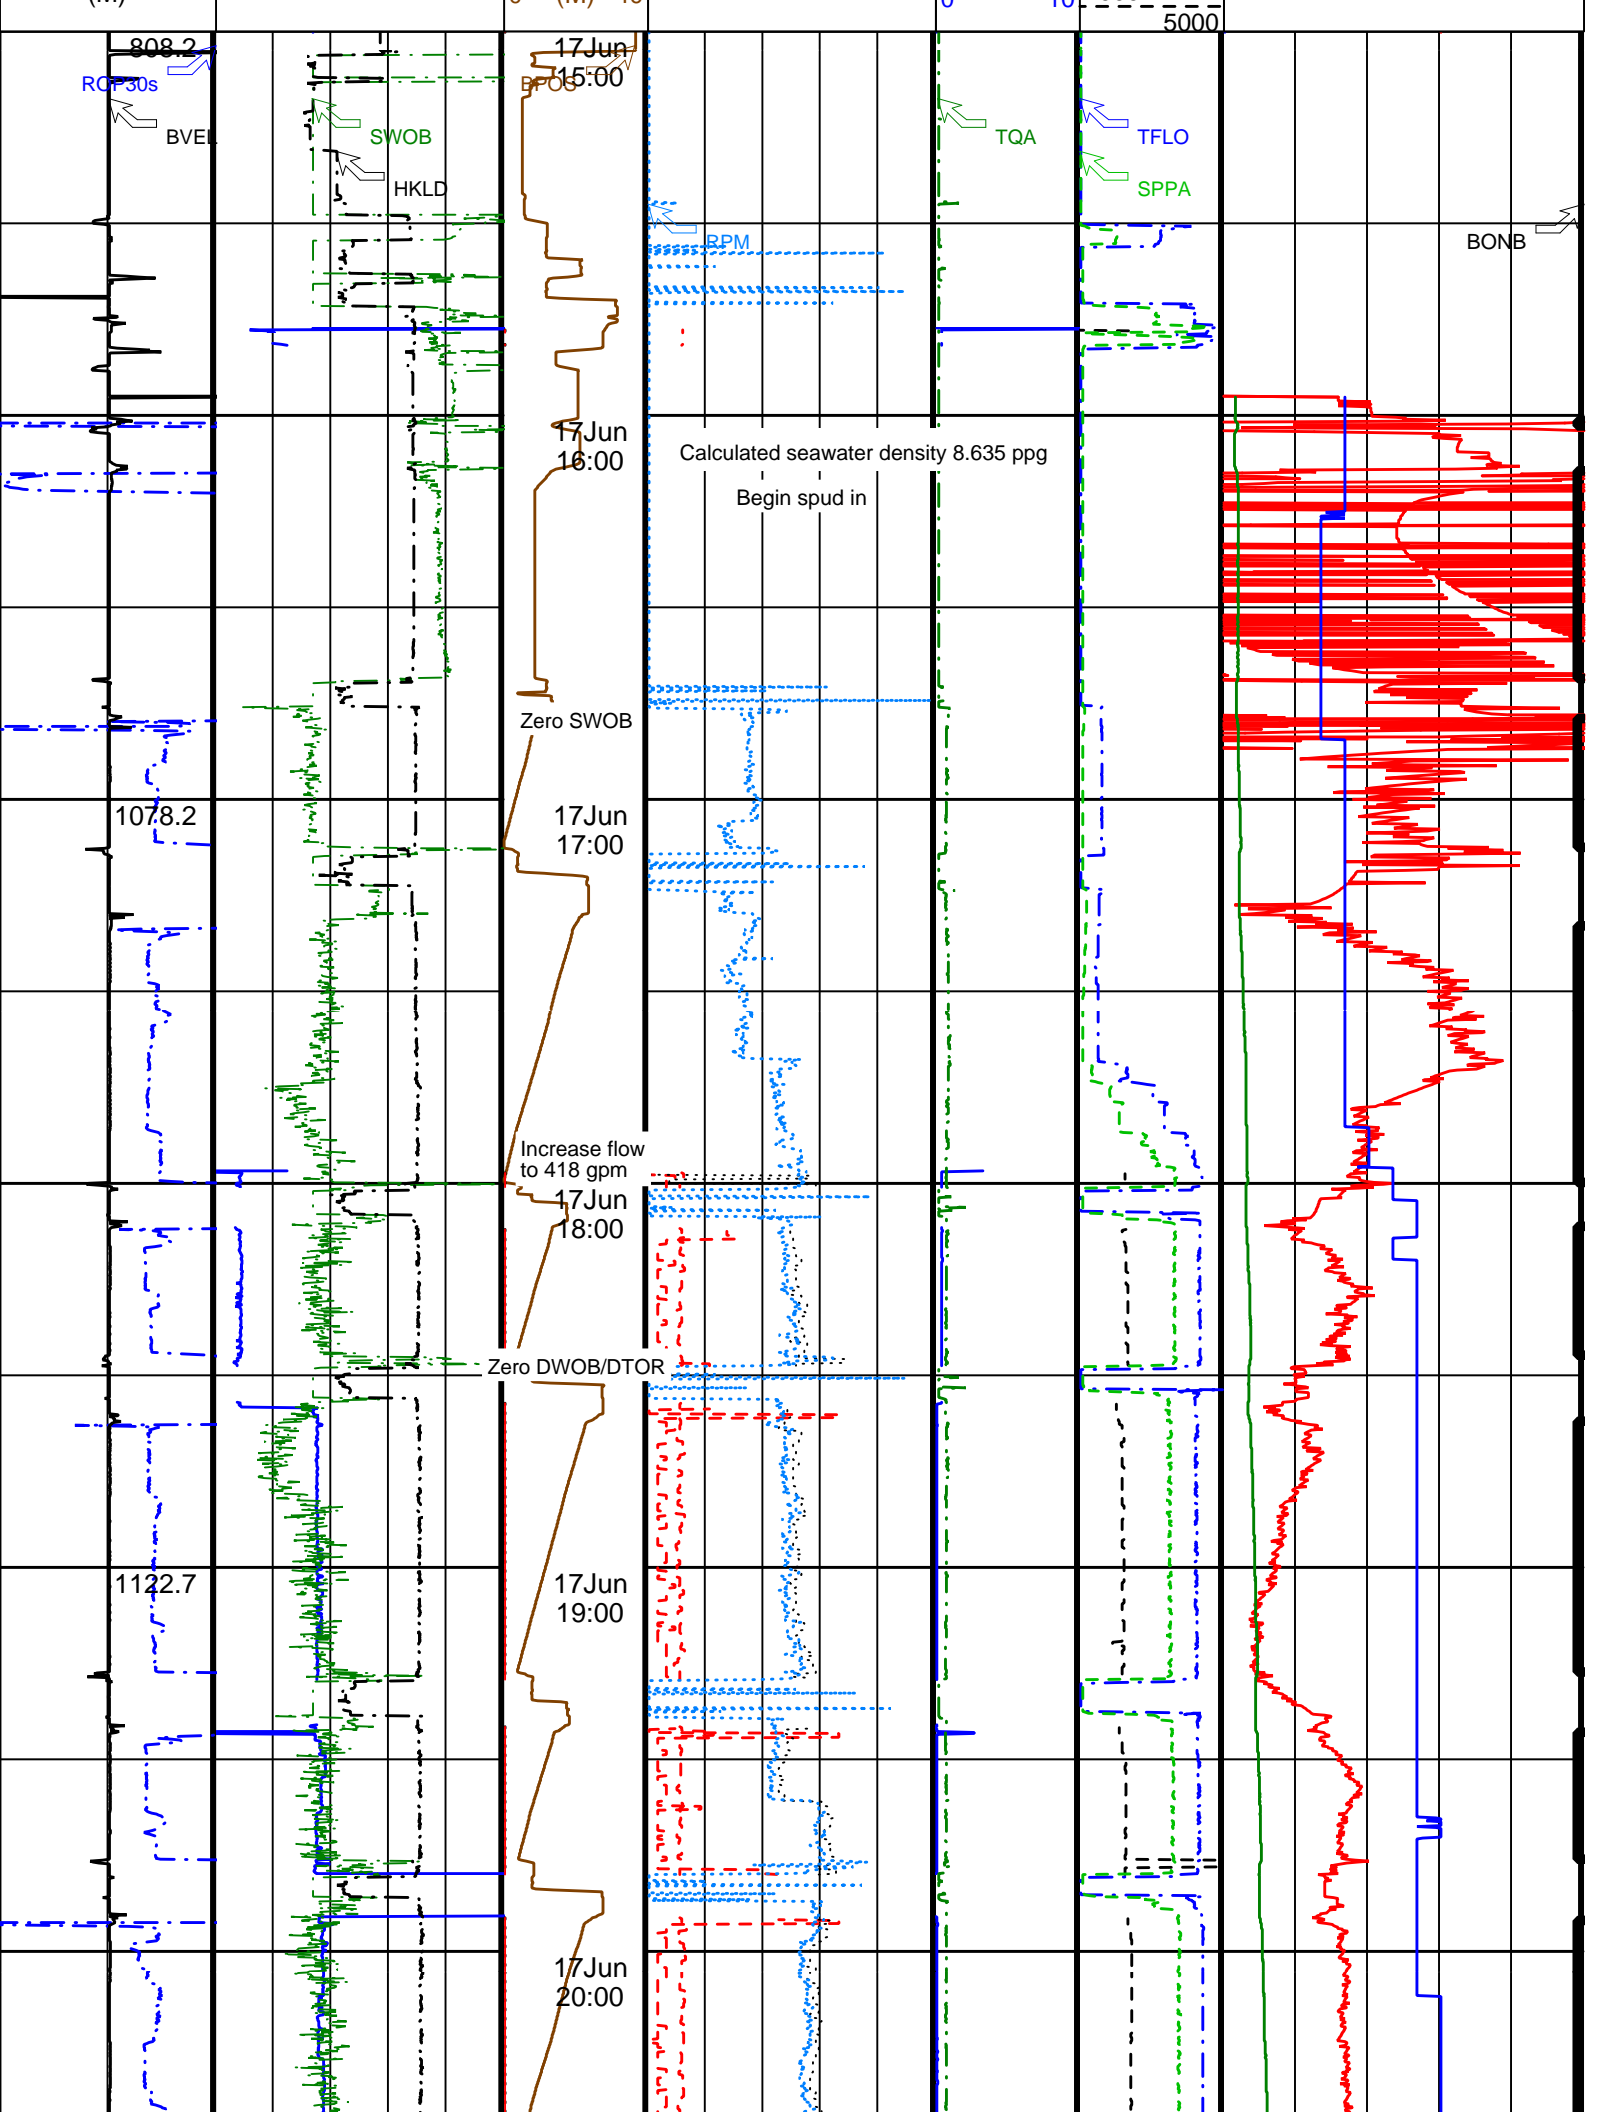 5000
808.2
17Jun
15:00
ROP30s
BPOS
BVEL
SWOB
TQA
TFLO
HKLD
SPPA
RPM
BONB
17Jun
16:00
Calculated seawater density 8.635 ppg
Begin spud in
Zero SWOB
1078.2
17Jun
17:00
Increase flow
to 418 gpm
17Jun
18:00
Zero DWOB/DTOR
1122.7
17Jun
19:00
17Jun
20:00